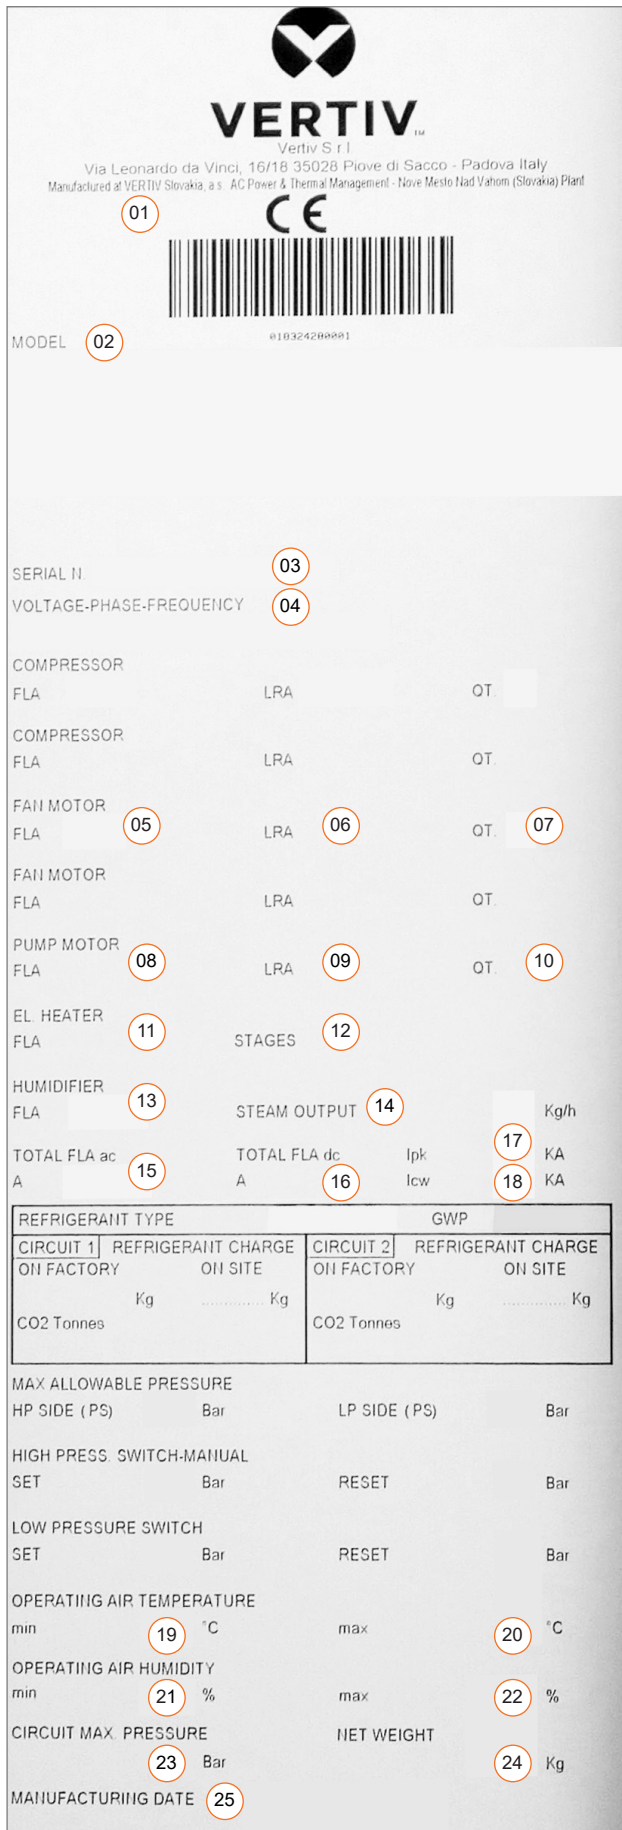 VERTIV™
Vertiv S.r.l
Via Leonardo da Vinci, 16/18 35028 Piove di Sacco - Padova Italy
Manufactured at VERTIV Slovakia, a.s. AC Power & Thermal Management - Nove Mesto Nad Vahom (Slovakia) Plant
01 CE
018324280001
MODEL 02
SERIAL N. 03
VOLTAGE-PHASE-FREQUENCY 04
COMPRESSOR
FLA LRA QT.
COMPRESSOR
FLA LRA QT.
FAN MOTOR
FLA 05 LRA 06 QT. 07
FAN MOTOR
FLA LRA QT.
PUMP MOTOR
FLA 08 LRA 09 QT. 10
EL. HEATER
FLA 11 STAGES 12
HUMIDIFIER
FLA 13 STEAM OUTPUT 14 Kg/h
TOTAL FLA ac TOTAL FLA dc Ipk 17 KA
A 15 A 16 Icw 18 KA
REFRIGERANT TYPE GWP
CIRCUIT 1 REFRIGERANT CHARGE CIRCUIT 2 REFRIGERANT CHARGE
ON FACTORY ON SITE ON FACTORY ON SITE
Kg ............. Kg Kg ............. Kg
CO2 Tonnes CO2 Tonnes
MAX ALLOWABLE PRESSURE
HP SIDE (PS) Bar LP SIDE (PS) Bar
HIGH PRESS. SWITCH-MANUAL
SET Bar RESET Bar
LOW PRESSURE SWITCH
SET Bar RESET Bar
OPERATING AIR TEMPERATURE
min 19 °C max 20 °C
OPERATING AIR HUMIDITY
min 21 % max 22 %
CIRCUIT MAX. PRESSURE NET WEIGHT
23 Bar 24 Kg
MANUFACTURING DATE 25